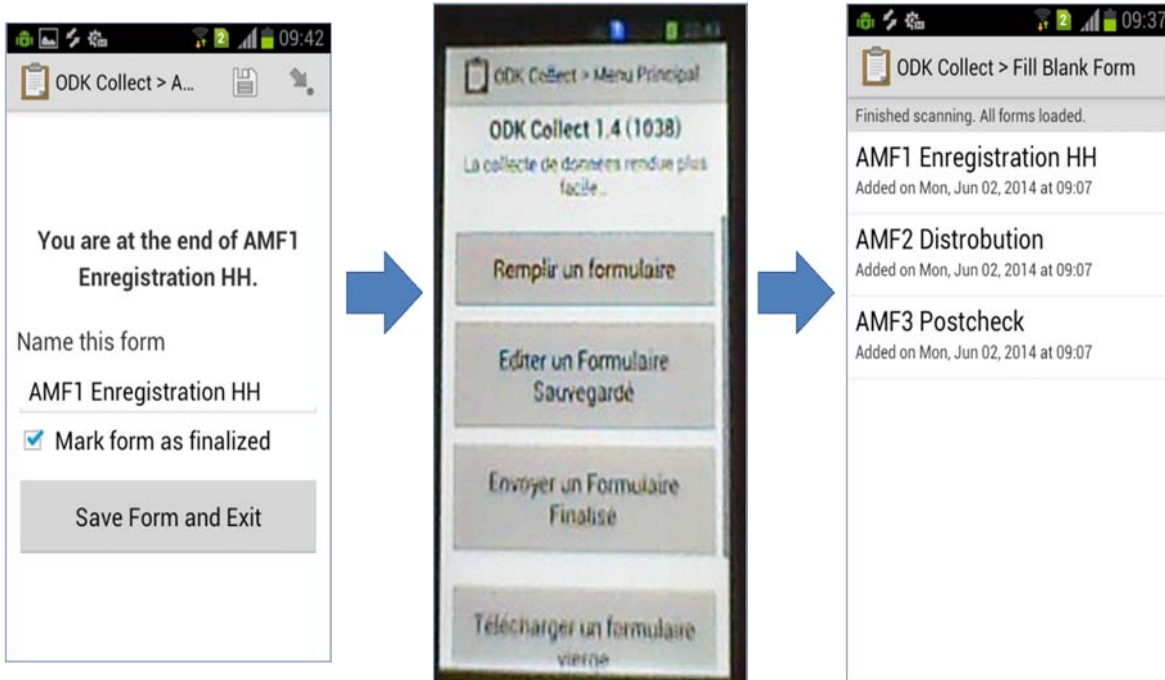 09:42
ODK Collect > A...
You are at the end of AMF1
Enregistration HH.
Name this form
AMF1 Enregistration HH
Mark form as finalized
Save Form and Exit
ODK Collect > Menu Principal
ODK Collect 1.4 (1038)
La collecte de données rendue plus
facile...
Remplir un formulaire
Editer un Formulaire
Sauvegardé
Envoyer un Formulaire
Finalisé
Télécharger un formulaire
vierge
2 09:37
ODK Collect > Fill Blank Form
Finished scanning. All forms loaded.
AMF1 Enregistration HH
Added on Mon, Jun 02, 2014 at 09:07
AMF2 Distrobution
Added on Mon, Jun 02, 2014 at 09:07
AMF3 Postcheck
Added on Mon, Jun 02, 2014 at 09:07